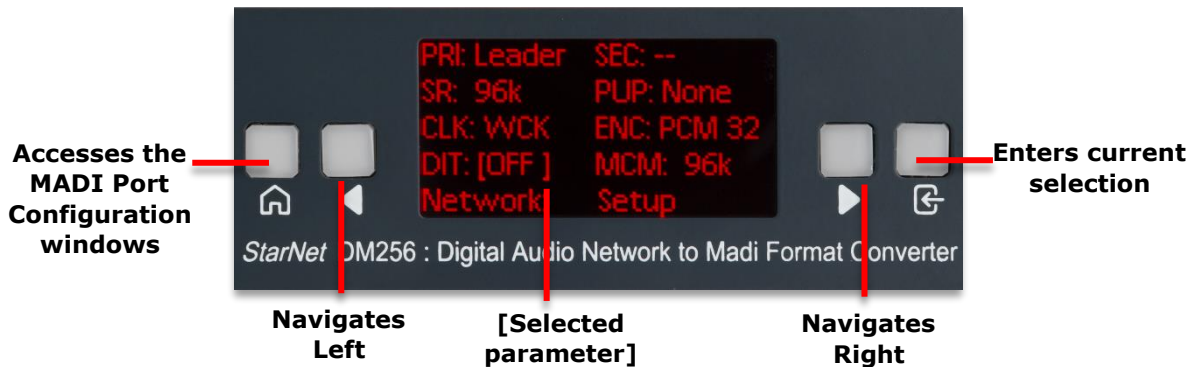 PRI: Leader SEC: --
SR: 96k PUP: None
CLK: WCK ENC: PCM 32
DIT: [OFF ] MCM: 96k
Network Setup
StarNet DM256 : Digital Audio Network to Madi Format Converter
Accesses the
MADI Port
Configuration
windows
Navigates
Left
[Selected
parameter]
Navigates
Right
Enters current
selection